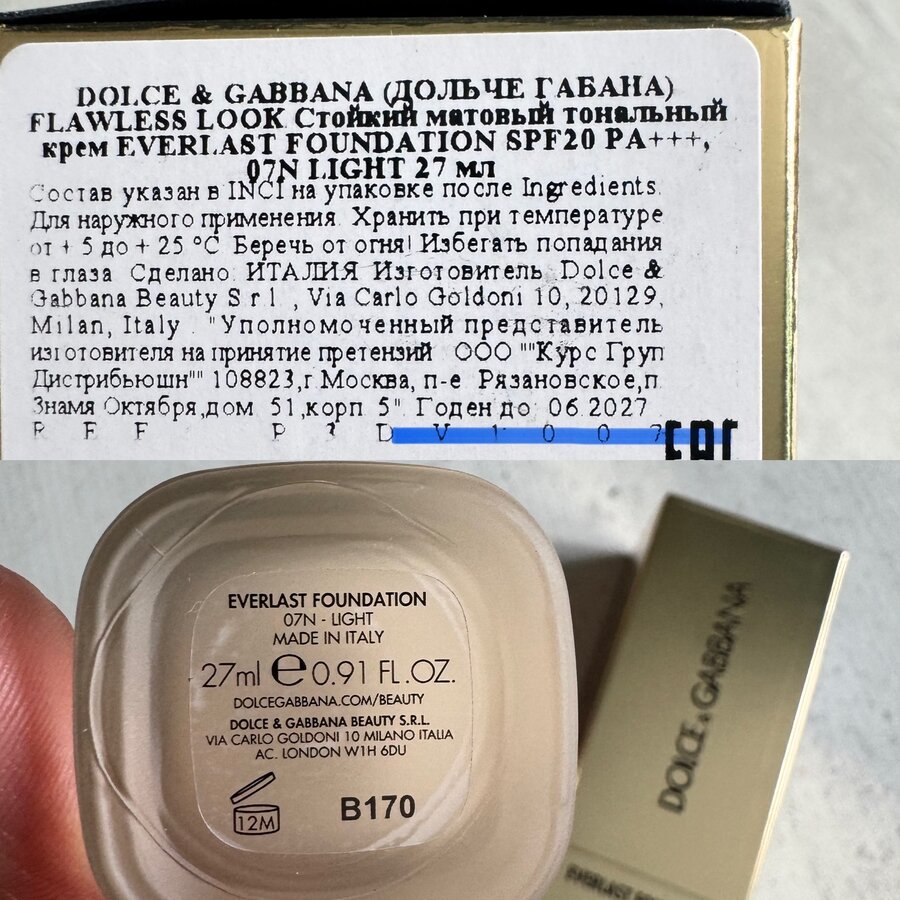 DOLCE & GABBANA (ДОЛЬЧЕ ГАБАНА)
FLAWLESS LOOK Стойкий матовый тональный
крем EVERLAST FOUNDATION SPF20 PA+++,
07N LIGHT 27 мл
Состав указан в INCI на упаковке после Ingredients.
Для наружного применения. Хранить при температуре
от + 5 до + 25 °C. Беречь от огня! Избегать попадания
в глаза. Сделано: ИТАЛИЯ Изготовитель: Dolce &
Gabbana Beauty S.r.l., Via Carlo Goldoni 10, 20129,
Milan, Italy . "Уполномоченный представитель
изготовителя на принятие претензий: ООО ""Курс Груп
Дистрибьюшн"" 108823,г.Москва, п-е Рязановское,п.
Знамя Октября,дом 51,корп 5" Годен до: 06.2027
EAC
EVERLAST FOUNDATION
07N - LIGHT
MADE IN ITALY
27ml e 0.91 FL.OZ.
DOLCEGABBANA.COM/BEAUTY
DOLCE & GABBANA BEAUTY S.R.L.
VIA CARLO GOLDONI 10 MILANO ITALIA
AC. LONDON W1H 6DU
12M
B170
DOLCE & GABBANA